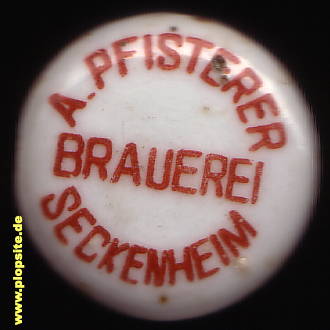 A. PFISTERER
BRAUEREI
SECKENHEIM
www.plopsite.de